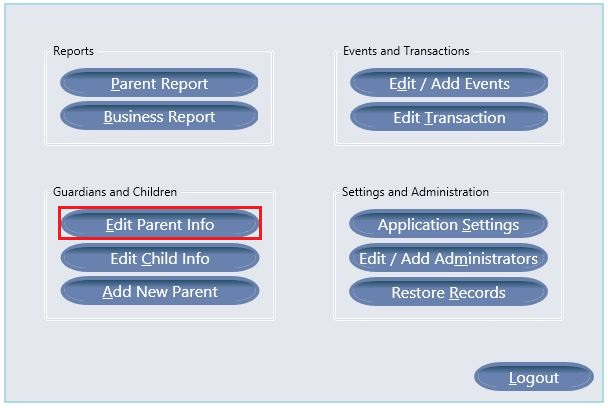 Reports
Parent Report
Business Report
Events and Transactions
Edit / Add Events
Edit Transaction
Guardians and Children
Edit Parent Info
Edit Child Info
Add New Parent
Settings and Administration
Application Settings
Edit / Add Administrators
Restore Records
Logout